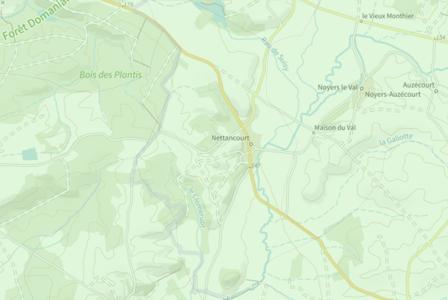 le Vieux Monthier
Forêt Domaniale
Bois des Plantis
Noyers le Val
Auzécourt
Noyers-Auzécourt
Maison du Val
Nettancourt
la Galiotte